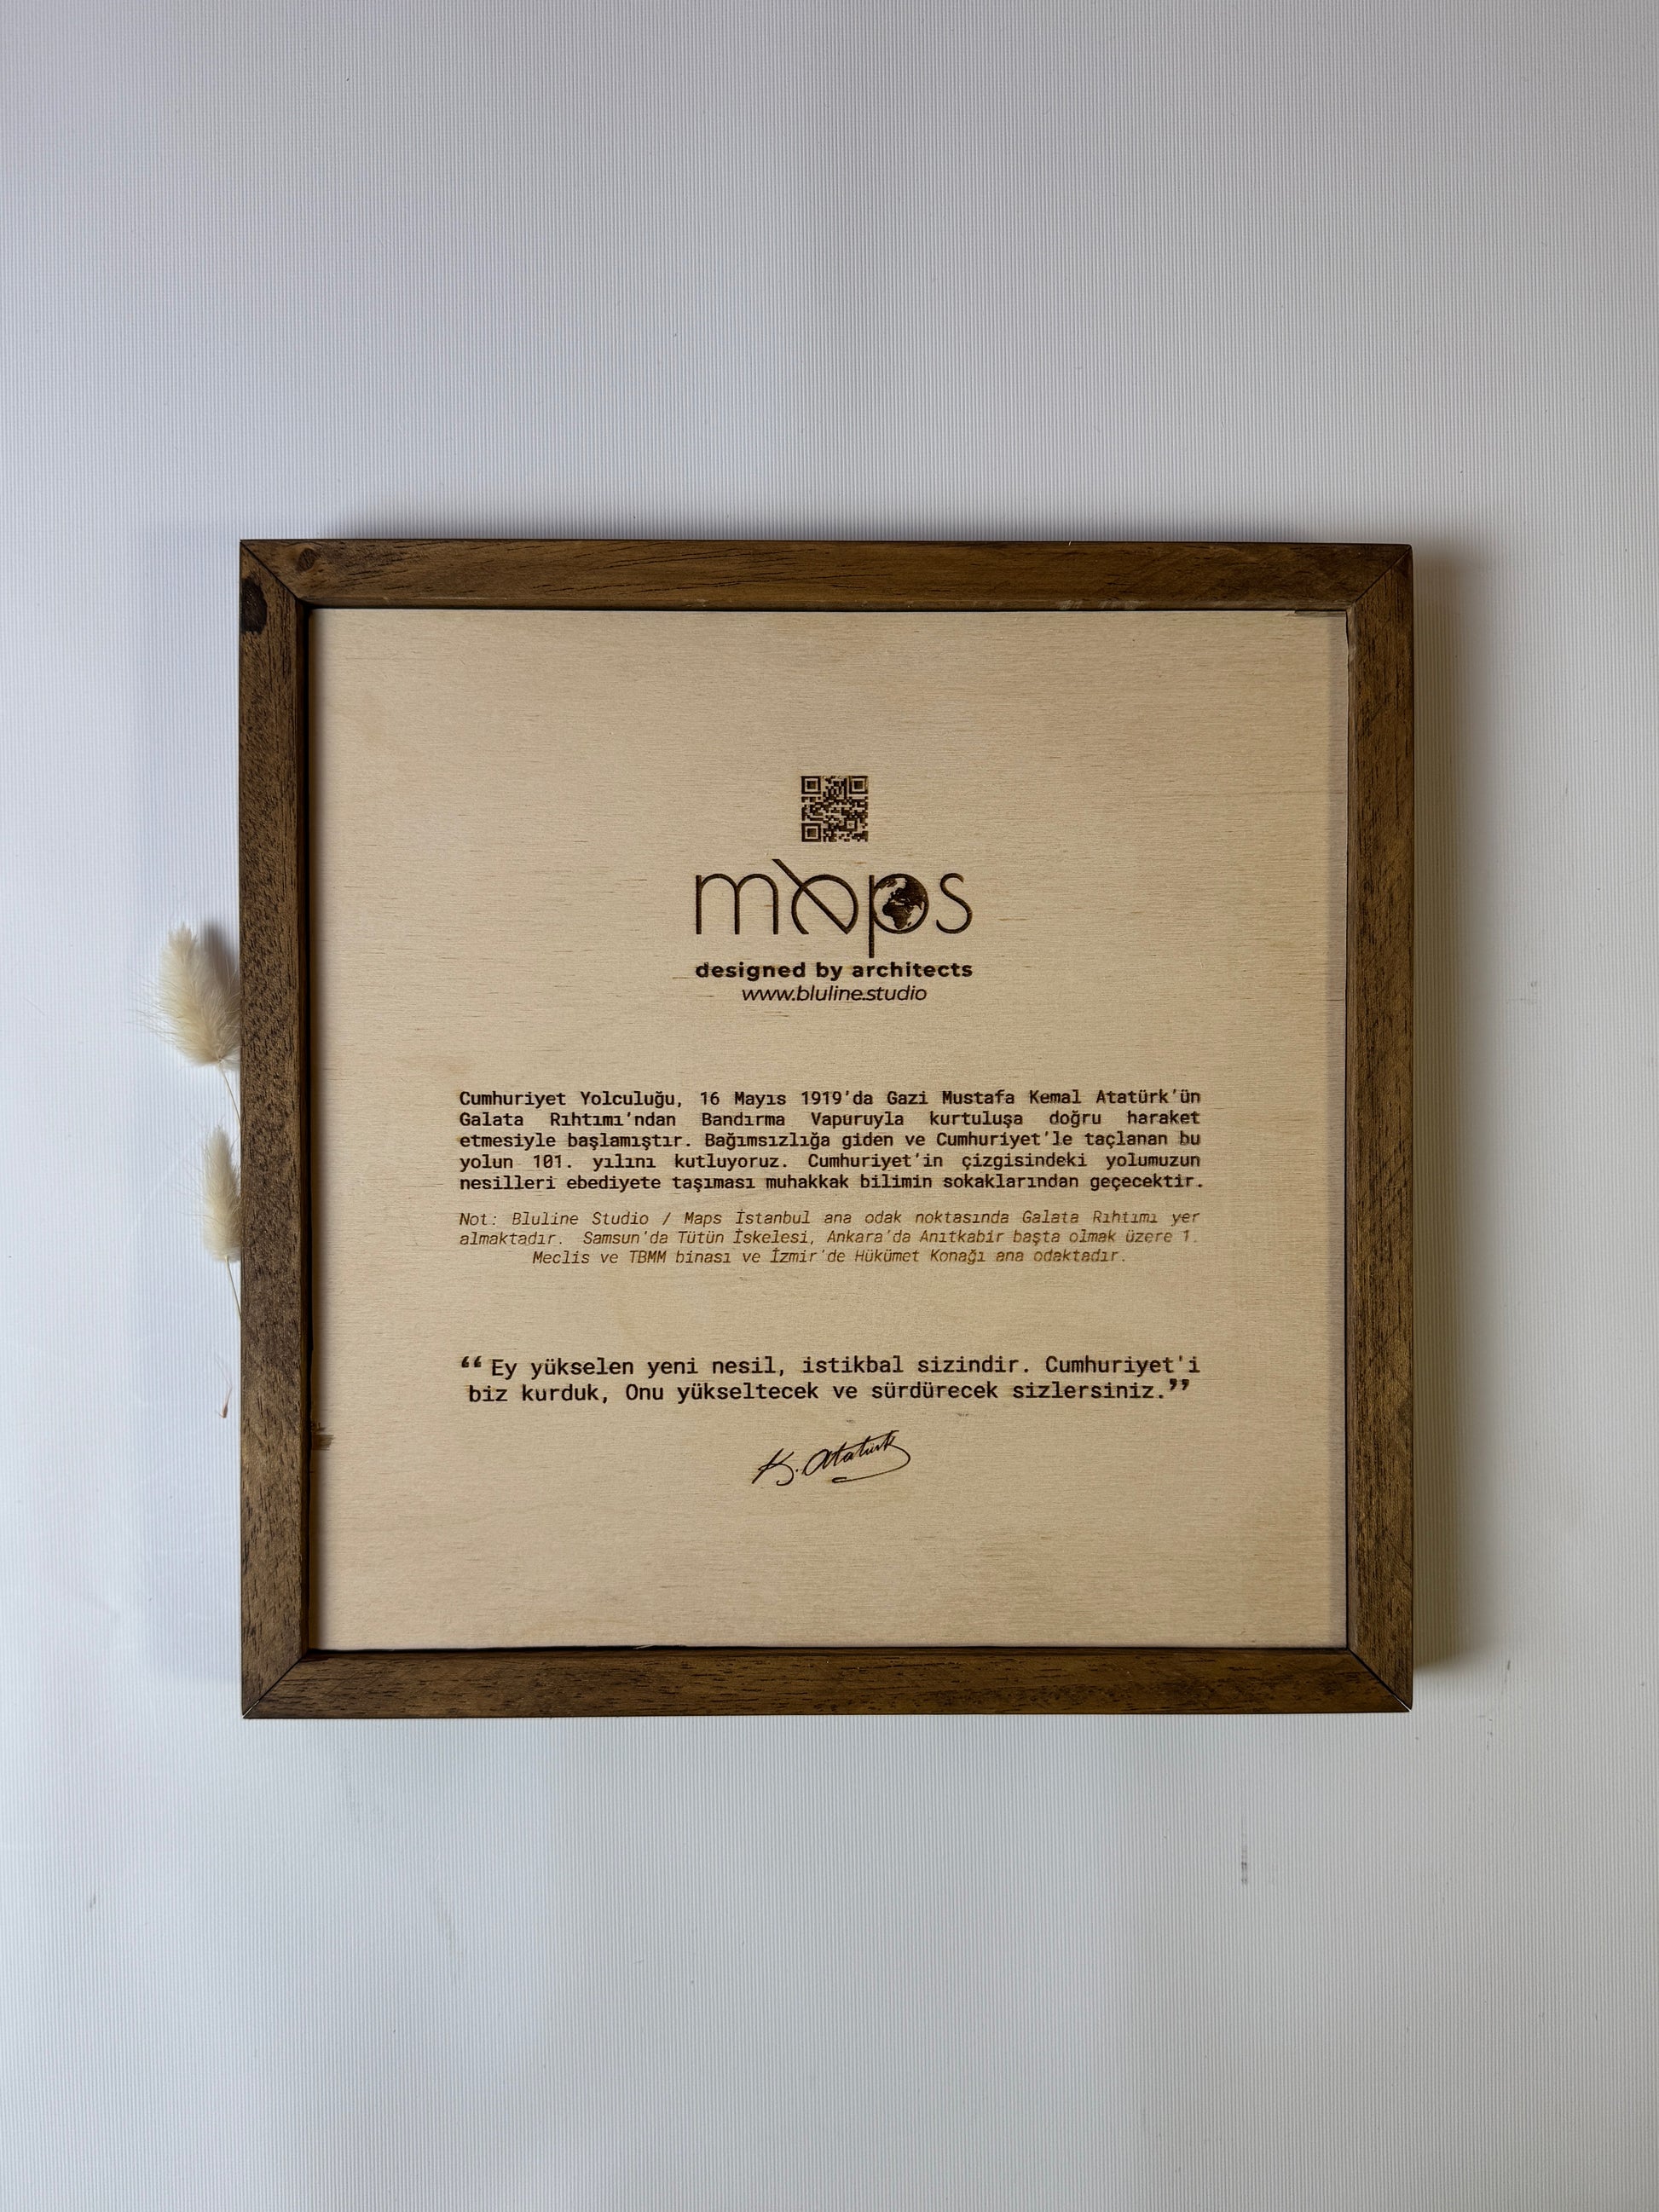 maps
designed by architects
www.bluline.studio
Cumhuriyet Yolculuğu, 16 Mayıs 1919'da Gazi Mustafa Kemal Atatürk'ün
Galata Rıhtımı'ndan Bandırma Vapuruyla kurtuluşa doğru haraket
etmesiyle başlamıştır. Bağımsızlığa giden ve Cumhuriyet'le taçlanan bu
yolun 101. yılını kutluyoruz. Cumhuriyet'in çizgisindeki yolumuzun
nesilleri ebediyete taşıması muhakkak bilimin sokaklarından geçecektir.
Not: Bluline Studio / Maps İstanbul ana odak noktasında Galata Rıhtımı yer
almaktadır. Samsun'da Tütün İskelesi, Ankara'da Anıtkabir başta olmak üzere 1.
Meclis ve TBMM binası ve İzmir'de Hükümet Konağı ana odaktadır.
“Ey yükselen yeni nesil, istikbal sizindir. Cumhuriyet'i
biz kurduk, Onu yükseltecek ve sürdürecek sizlersiniz.”
K. Atatürk